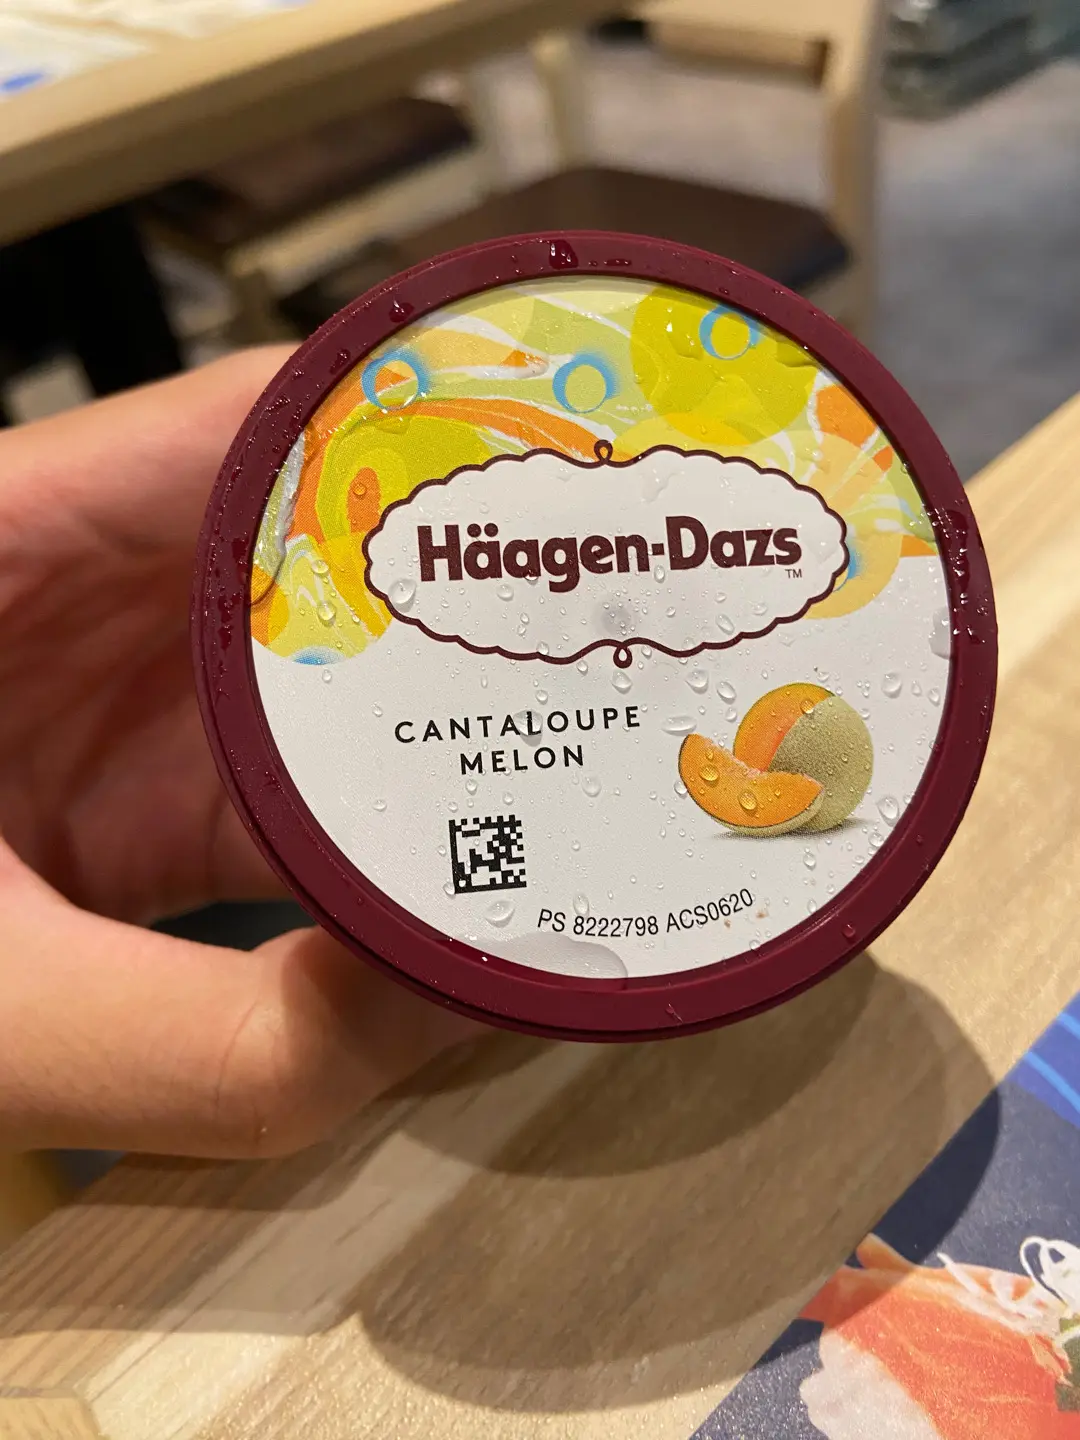 Häagen-Dazs
TM
CANTALOUPE
MELON
PS 8222798 ACS0620